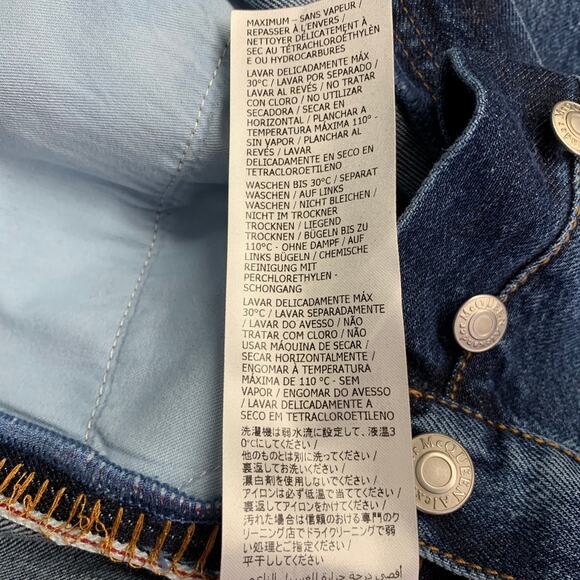 MAXIMUM – SANS VAPEUR /
REPASSER À L'ENVERS /
NETTOYER DÉLICATEMENT À
SEC AU TÉTRACHLOROÉTHYLÈN
E OU HYDROCARBURES
LAVAR DELICADAMENTE MÁX
30°C / LAVAR POR SEPARADO /
LAVAR AL REVÉS / NO TRATAR
CON CLORO / NO UTILIZAR
SECADORA / SECAR EN
HORIZONTAL / PLANCHAR A
TEMPERATURA MÁXIMA 110° -
SIN VAPOR / PLANCHAR AL
REVÉS / LAVAR
DELICADAMENTE EN SECO EN
TETRACLOROETILENO
WASCHEN BIS 30°C / SEPARAT
WASCHEN / AUF LINKS
WASCHEN / NICHT BLEICHEN /
NICHT IM TROCKNER
TROCKNEN / LIEGEND
TROCKNEN / BÜGELN BIS ZU
110°C - OHNE DAMPF / AUF
LINKS BÜGELN / CHEMISCHE
REINIGUNG MIT
PERCHLORETHYLEN -
SCHONGANG
LAVAR DELICADAMENTE MÁX
30°C / LAVAR SEPARADAMENTE
/ LAVAR DO AVESSO / NÃO
TRATAR COM CLORO / NÃO
USAR MÁQUINA DE SECAR /
SECAR HORIZONTALMENTE /
ENGOMAR À TEMPERATURA
MÁXIMA DE 110 °C - SEM
VAPOR / ENGOMAR DO AVESSO
/ LAVAR DELICADAMENTE A
SECO EM TETRACLOROETILENO
洗濯機は弱水流に設定して、液温30
℃にしてください/
他のものとは別に洗ってください/
裏返してお洗いください/
漂白剤を使用しないでください/
アイロンは必ず低温で当ててください/
裏返してアイロンをかけてください/
汚れた場合は信頼のおける専門のクリ
ーニング店でドライクリーニングで弱
い処理をご指定ください/
陰干ししてください/
McQUEEN
McQUEEN Alex